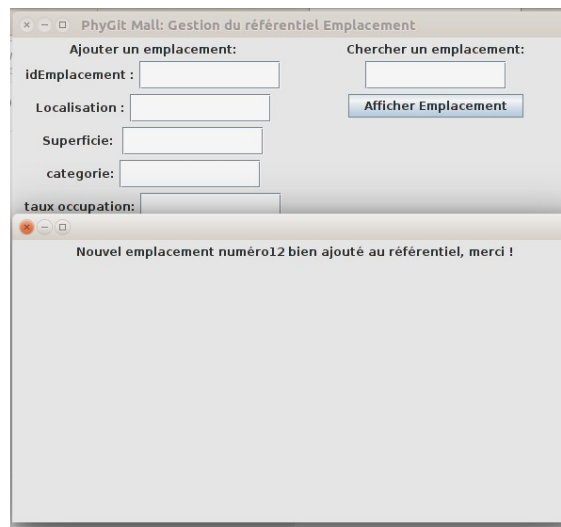 PhyGit Mall: Gestion du référentiel Emplacement
Ajouter un emplacement:
Chercher un emplacement:
idEmplacement :
Localisation :
Afficher Emplacement
Superficie:
categorie:
taux occupation:
Nouvel emplacement numéro12 bien ajouté au référentiel, merci !